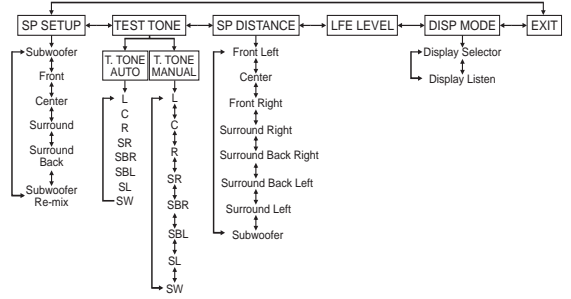 SP SETUP
TEST TONE
SP DISTANCE
LFE LEVEL
DISP MODE
EXIT
Subwoofer
Front
Center
Surround
Surround
Back
Subwoofer
Re-mix
T. TONE
AUTO
L
C
R
SR
SBR
SBL
SL
SW
T. TONE
MANUAL
L
C
R
SR
SBR
SBL
SL
SW
Front Left
Center
Front Right
Surround Right
Surround Back Right
Surround Back Left
Surround Left
Subwoofer
Display Selector
Display Listen